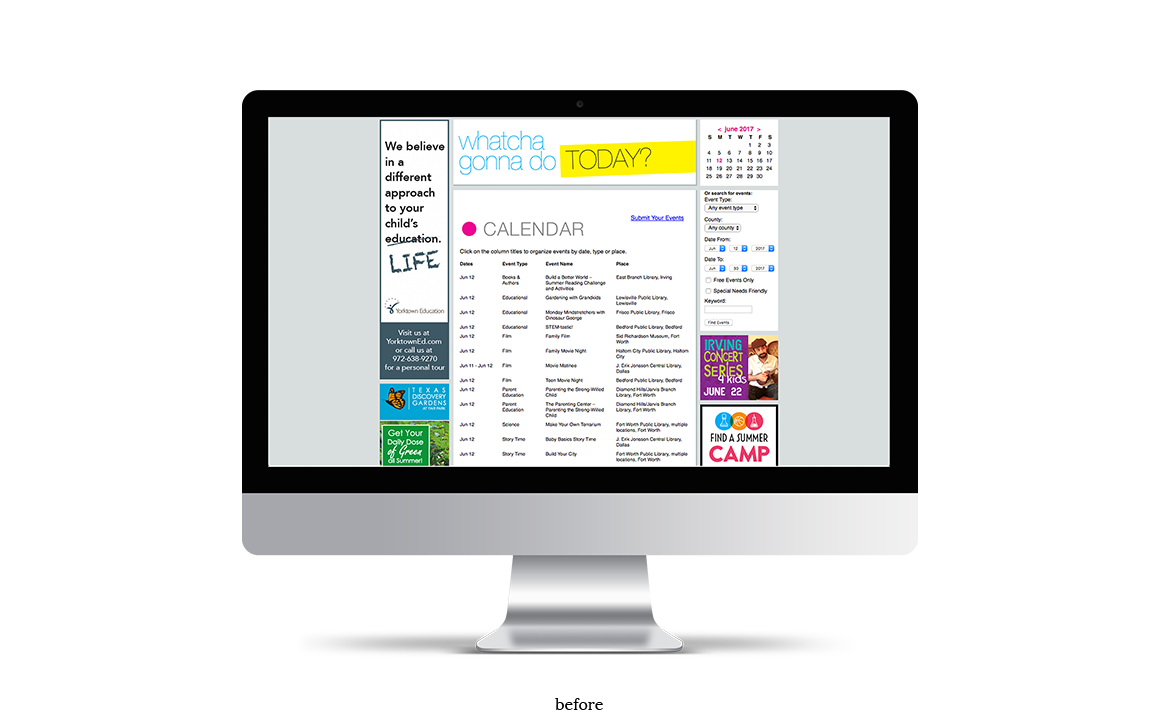 We believe
in a
different
approach
to your
child's
education.
LIFE
Yorktown Education
Visit us at
YorktownEd.com
or call us at
972-638-9270
for a personal tour
TEXAS
DISCOVERY
GARDENS
AT FAIR PARK
Get Your
Daily Dose
of Green
all Summer!
whatcha
gonna do TODAY?
Submit Your Events
CALENDAR
Click on the column titles to organize events by date, type or place.
Dates Event Type Event Name Place
Jun 12 Books & Build a Better World – East Branch Library, Irving
Authors Summer Reading Challenge
and Activities
Jun 12 Educational Gardening with Grandkids Lewisville Public Library,
Lewisville
Jun 12 Educational Monday Mindstretchers with Frisco Public Library, Frisco
Dinosaur George
Jun 12 Educational STEM-tastic! Bedford Public Library, Bedford
Jun 12 Film Family Film Sid Richardson Museum, Fort
Worth
Jun 12 Film Family Movie Night Haltom City Public Library, Haltom
City
Jun 11 - Jun 12 Film Movie Matinee J. Erik Jonsson Central Library,
Dallas
Jun 12 Film Teen Movie Night Bedford Public Library, Bedford
Jun 12 Parent Parenting the Strong-Willed Diamond Hill/Jarvis Branch
Education Child Library, Fort Worth
Jun 12 Parent The Parenting Center – Diamond Hill/Jarvis Branch
Education Parenting the Strong-Willed Library, Fort Worth
Child
Jun 12 Science Make Your Own Terrarium Fort Worth Public Library, multiple
locations, Fort Worth
Jun 12 Story Time Baby Basics Story Time J. Erik Jonsson Central Library,
Dallas
Jun 12 Story Time Build Your City Fort Worth Public Library, multiple
locations, Fort Worth
< june 2017 >
S M T W T F S
1 2 3
4 5 6 7 8 9 10
11 12 13 14 15 16 17
18 19 20 21 22 23 24
25 26 27 28 29 30
Or search for events:
Event Type:
Any event type
County:
Any county
Date From:
Jun 12 2017
Date To:
Jun 30 2017
Free Events Only
Special Needs Friendly
Keyword:
Find Events
IRVING
CONCERT
SERIES
4 kids
JUNE 22
FIND A SUMMER
CAMP
before